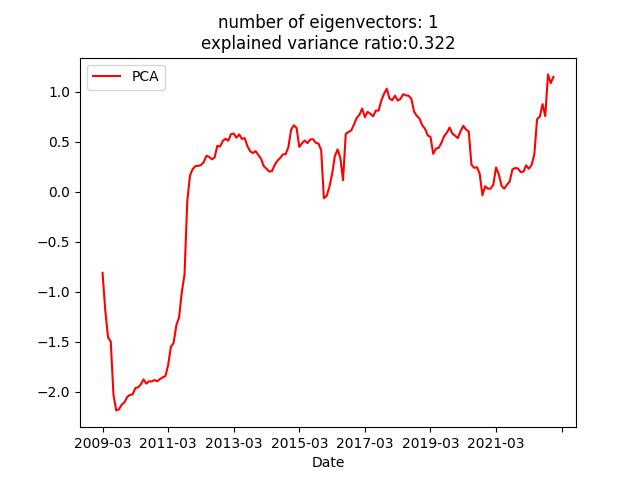 number of eigenvectors: 1
explained variance ratio:0.322
PCA
1.0
0.5
0.0
−0.5
−1.0
−1.5
−2.0
2009-03 2011-03 2013-03 2015-03 2017-03 2019-03 2021-03
Date